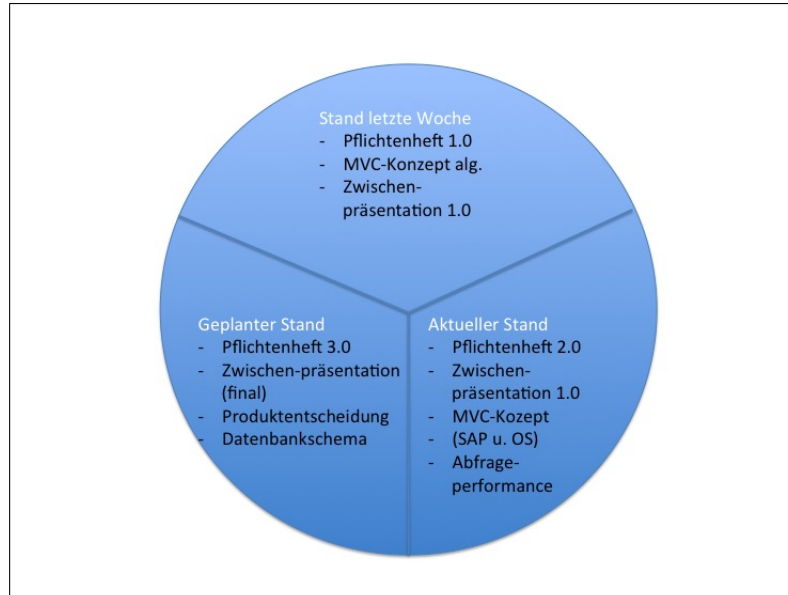 Stand letzte Woche
- Pflichtenheft 1.0
- MVC-Konzept alg.
- Zwischen-
präsentation 1.0
Geplanter Stand
- Pflichtenheft 3.0
- Zwischen-präsentation
(final)
- Produktentscheidung
- Datenbankschema
Aktueller Stand
- Pflichtenheft 2.0
- Zwischen-
präsentation 1.0
- MVC-Kozept
- (SAP u. OS)
- Abfrage-
performance